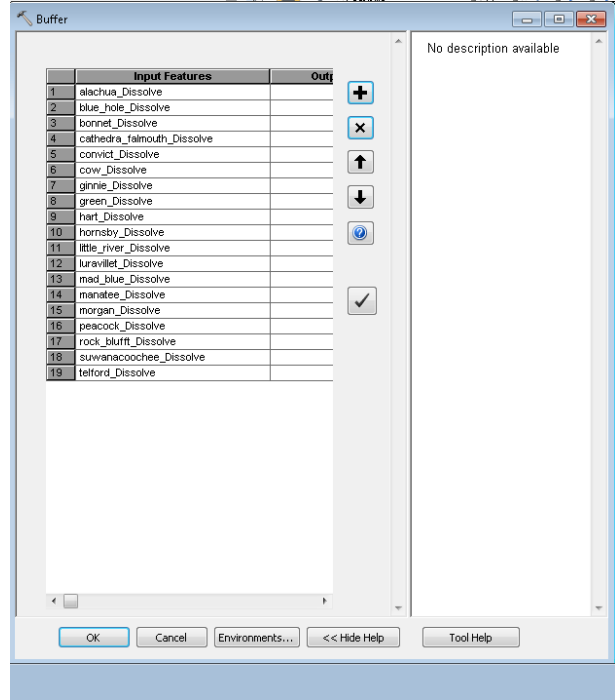 Buffer
No description available
Input Features Outp
1 alachua_Dissolve
2 blue_hole_Dissolve
3 bonnet_Dissolve
4 cathedra_falmouth_Dissolve
5 convict_Dissolve
6 cow_Dissolve
7 ginnie_Dissolve
8 green_Dissolve
9 hart_Dissolve
10 hornsby_Dissolve
11 little_river_Dissolve
12 luravillet_Dissolve
13 mad_blue_Dissolve
14 manatee_Dissolve
15 morgan_Dissolve
16 peacock_Dissolve
17 rock_blufft_Dissolve
18 suwanacoochee_Dissolve
19 telford_Dissolve
OK Cancel Environments... << Hide Help Tool Help